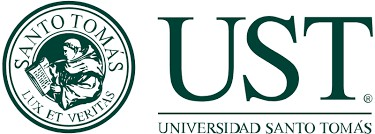 SANTO TOMÁS
LUX ET VERITAS
UST
®
UNIVERSIDAD SANTO TOMÁS